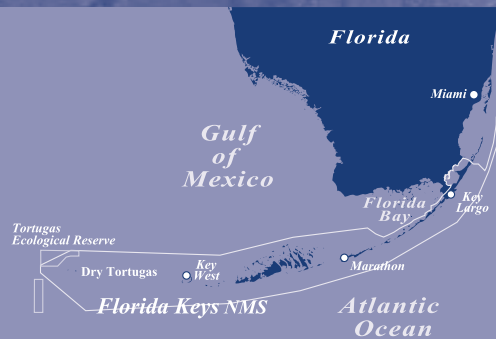 Florida
Miami
Gulf
of
Mexico
Florida
Bay
Key
Largo
Tortugas
Ecological Reserve
Dry Tortugas
Key
West
Marathon
Florida Keys NMS
Atlantic
Ocean